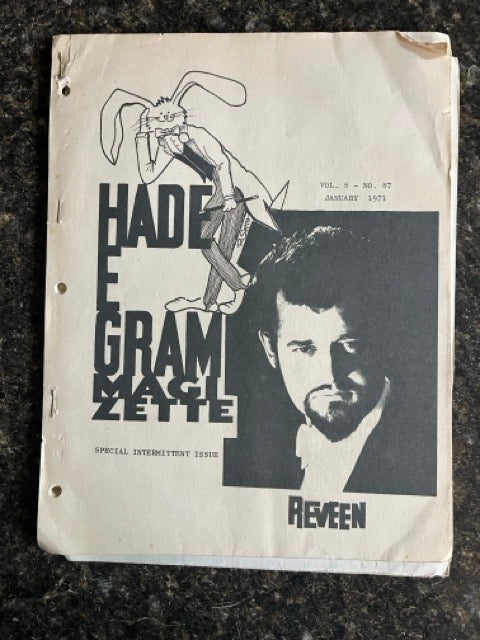 VOL. 8 - NO. 87
JANUARY 1971
HADE
E
GRAM
MAGI
ZETTE
SPECIAL INTERMITTENT ISSUE
REVEEN